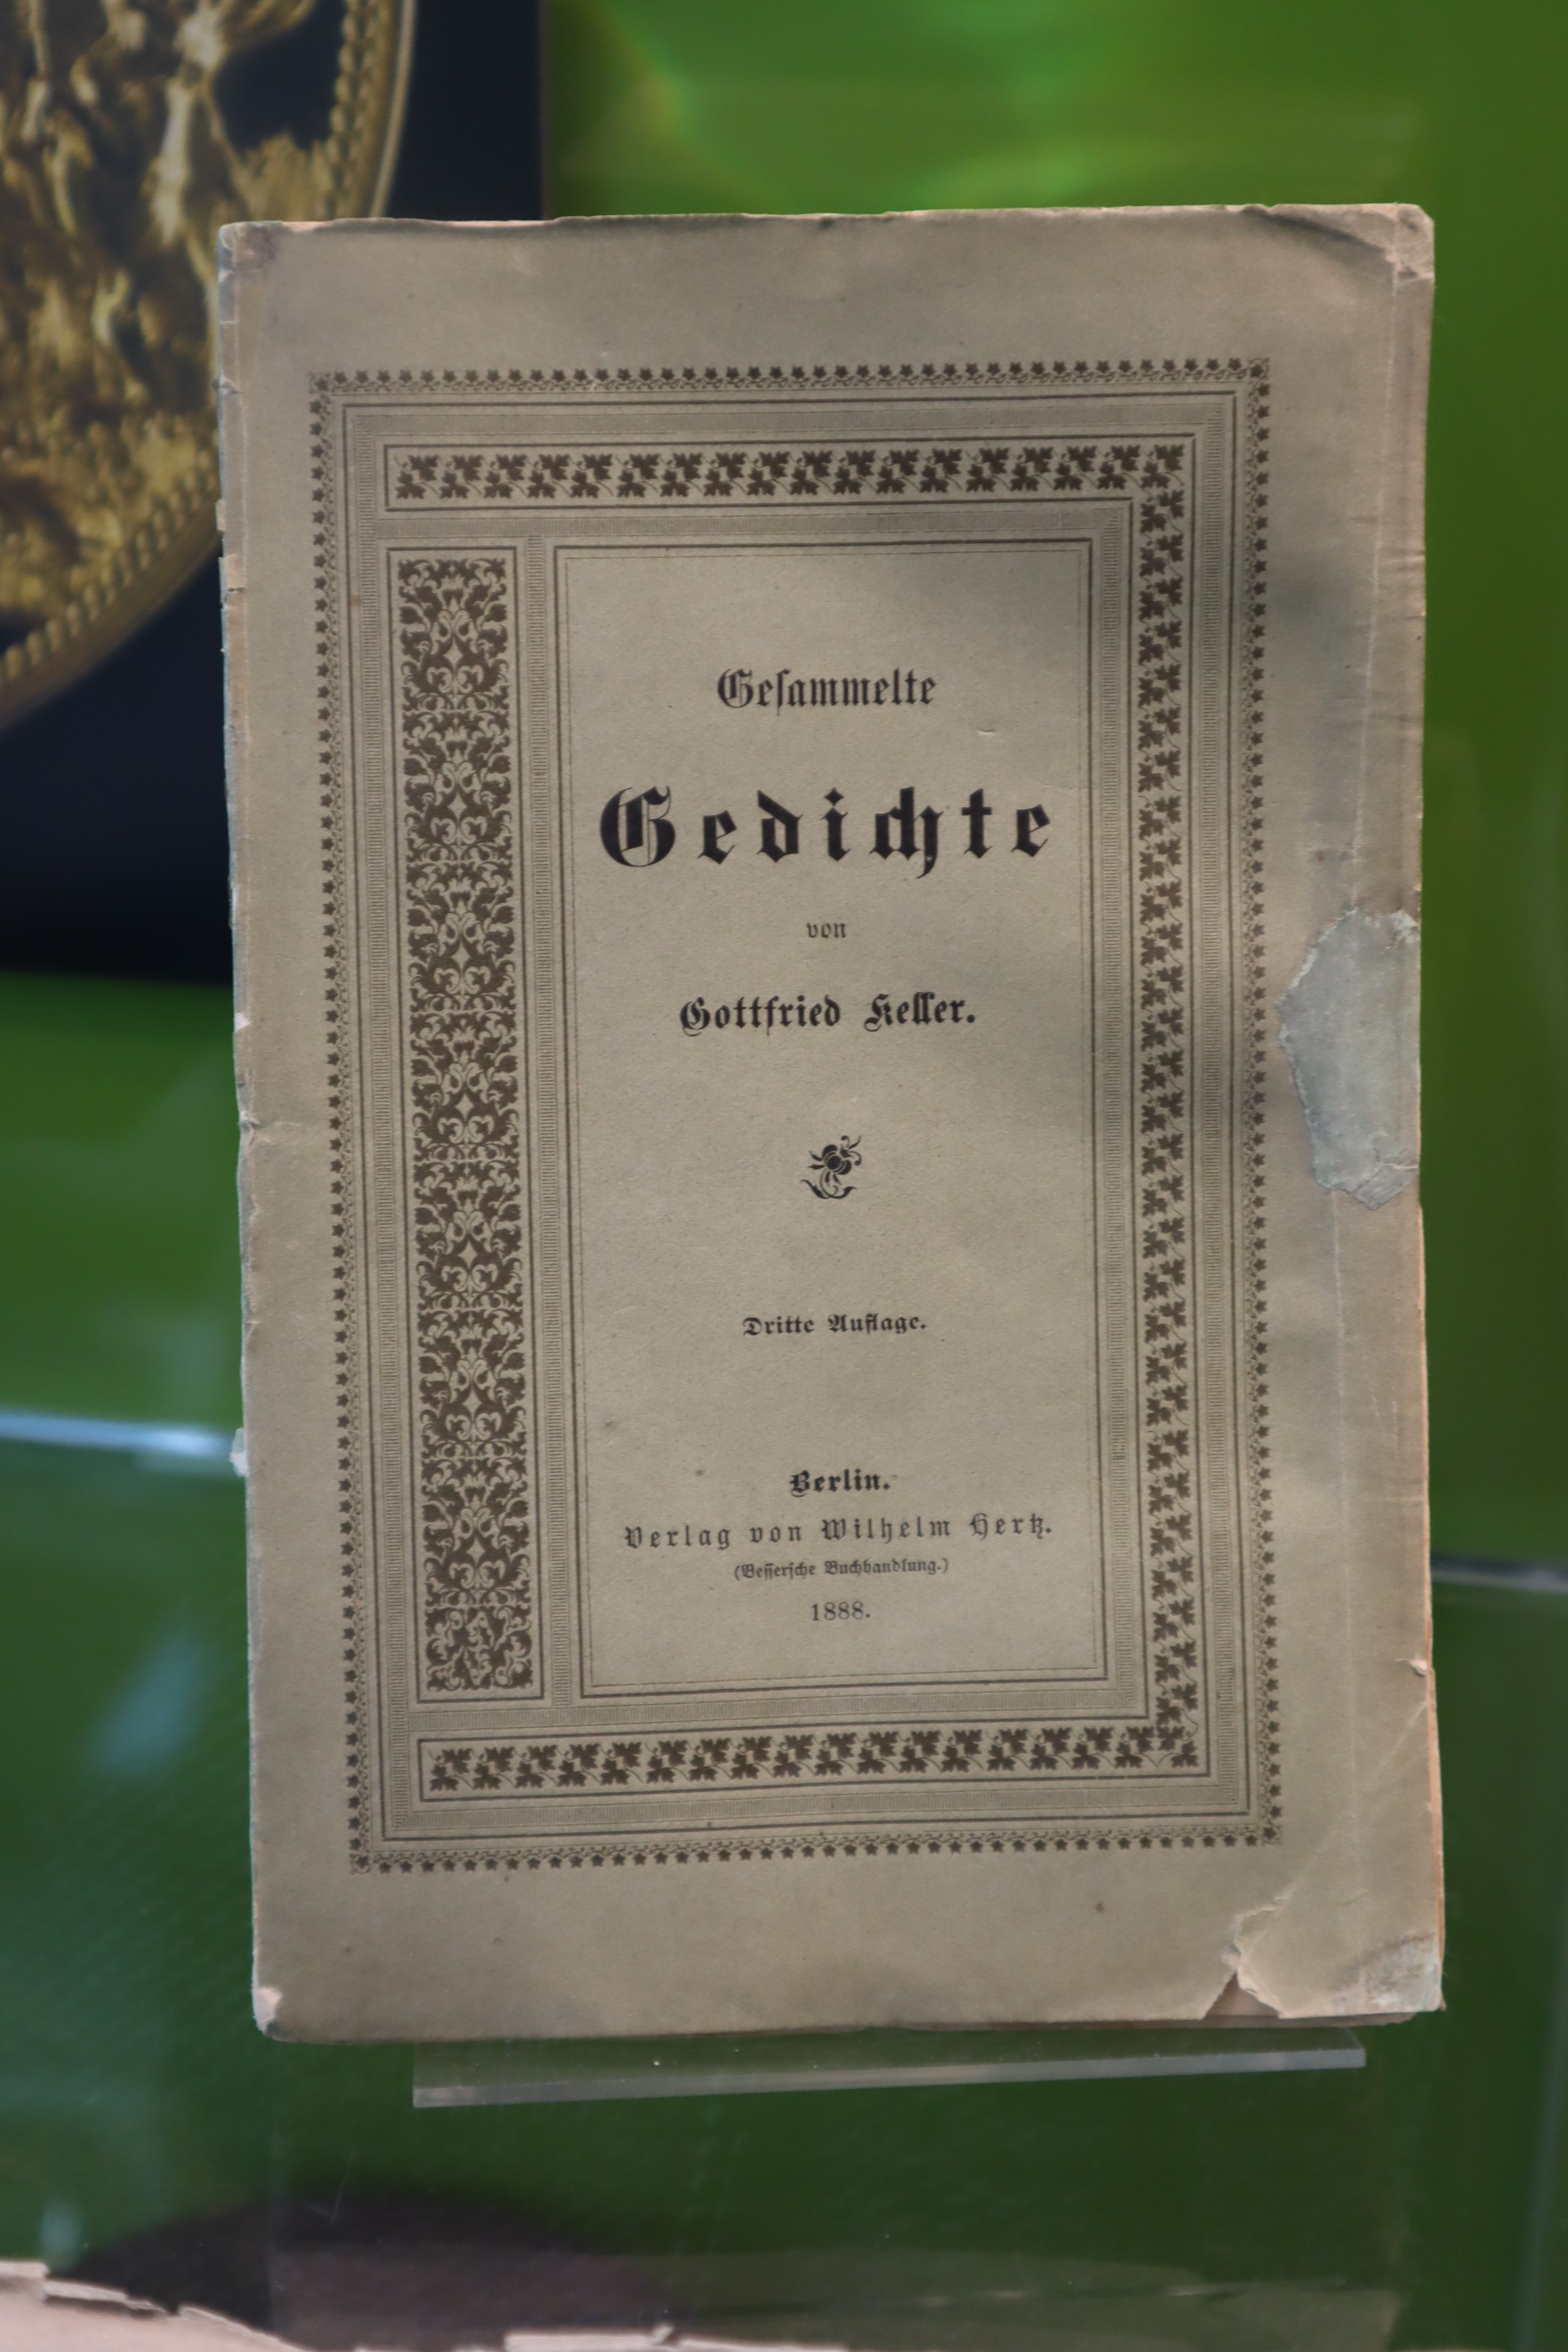 Geſammelte
Gedichte
von
Gottfried Keller.
Dritte Auflage.
Berlin.
Verlag von Wilhelm Hertz.
(Beſſerſche Buchhandlung.)
1888.